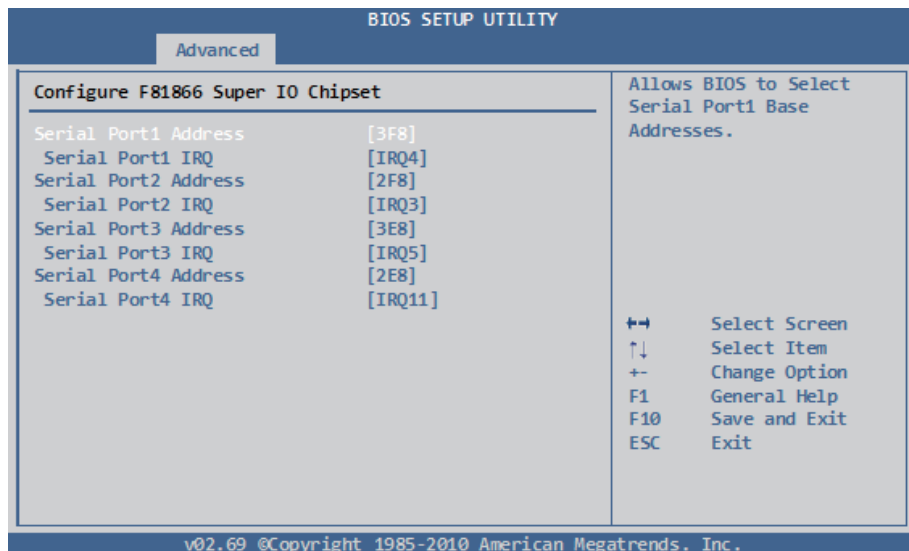 BIOS SETUP UTILITY
Advanced
Configure F81866 Super IO Chipset
Serial Port1 Address [3F8]
Serial Port1 IRQ [IRQ4]
Serial Port2 Address [2F8]
Serial Port2 IRQ [IRQ3]
Serial Port3 Address [3E8]
Serial Port3 IRQ [IRQ5]
Serial Port4 Address [2E8]
Serial Port4 IRQ [IRQ11]
Allows BIOS to Select
Serial Port1 Base
Addresses.
←→ Select Screen
↑↓ Select Item
+- Change Option
F1 General Help
F10 Save and Exit
ESC Exit
v02.69 ©Copyright 1985-2010 American Megatrends, Inc.